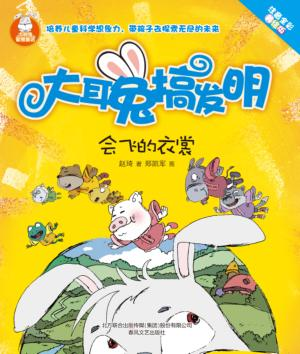 培养儿童科学想象力，带孩子去探索无尽的未来
大耳兔搞发明
会飞的衣裳
赵琦 著 郑凯军 画
北方联合出版传媒(集团)股份有限公司
春风文艺出版社